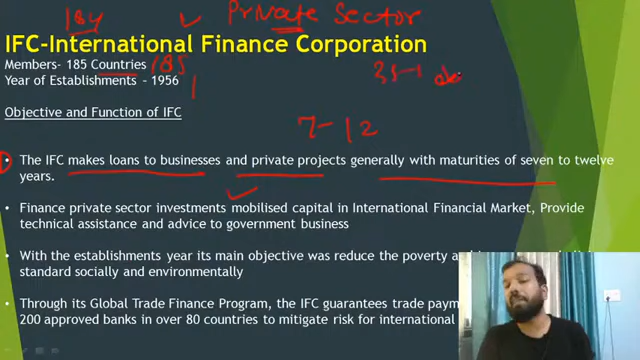 184 ✓ Private Sector
IFC-International Finance Corporation
Members- 185 Countries 185
Year of Establishments - 1956 1
Objective and Function of IFC
7-12
• The IFC makes loans to businesses and private projects generally with maturities of seven to twelve
years.
• Finance private sector investments mobilised capital in International Financial Market, Provide
technical assistance and advice to government business
• With the establishments year its main objective was reduce the poverty
standard socially and environmentally
• Through its Global Trade Finance Program, the IFC guarantees trade
200 approved banks in over 80 countries to mitigate risk for international